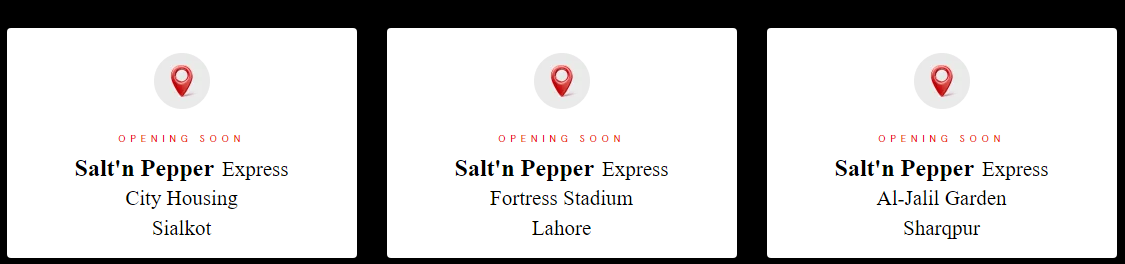 OPENING SOON
Salt'n Pepper Express
City Housing
Sialkot
OPENING SOON
Salt'n Pepper Express
Fortress Stadium
Lahore
OPENING SOON
Salt'n Pepper Express
Al-Jalil Garden
Sharqpur